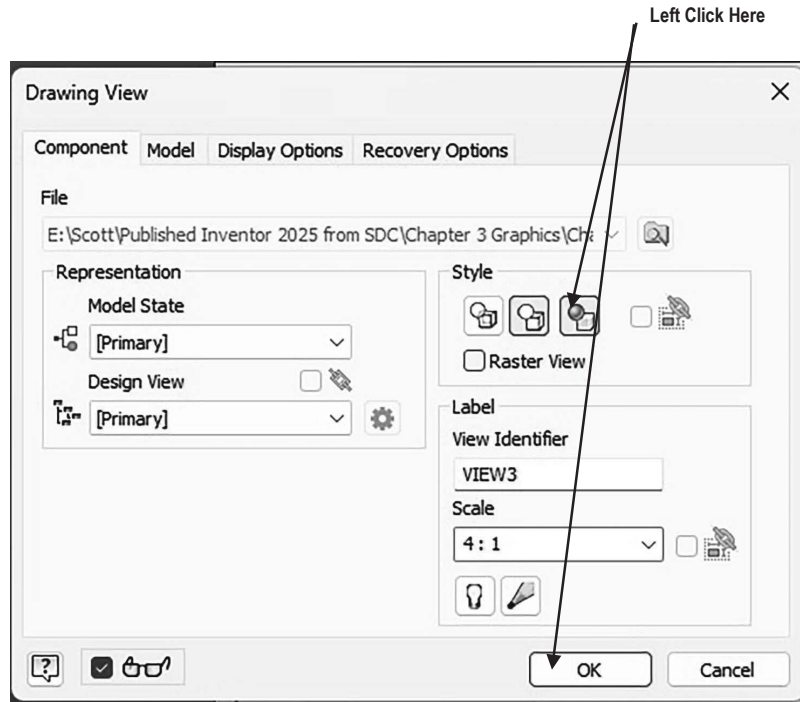 Left Click Here
Drawing View
Component Model Display Options Recovery Options
File
E:\Scott\Published Inventor 2025 from SDC\Chapter 3 Graphics\Cha
Representation
Model State
[Primary]
Design View
[Primary]
Style
Raster View
Label
View Identifier
VIEW3
Scale
4 : 1
OK Cancel